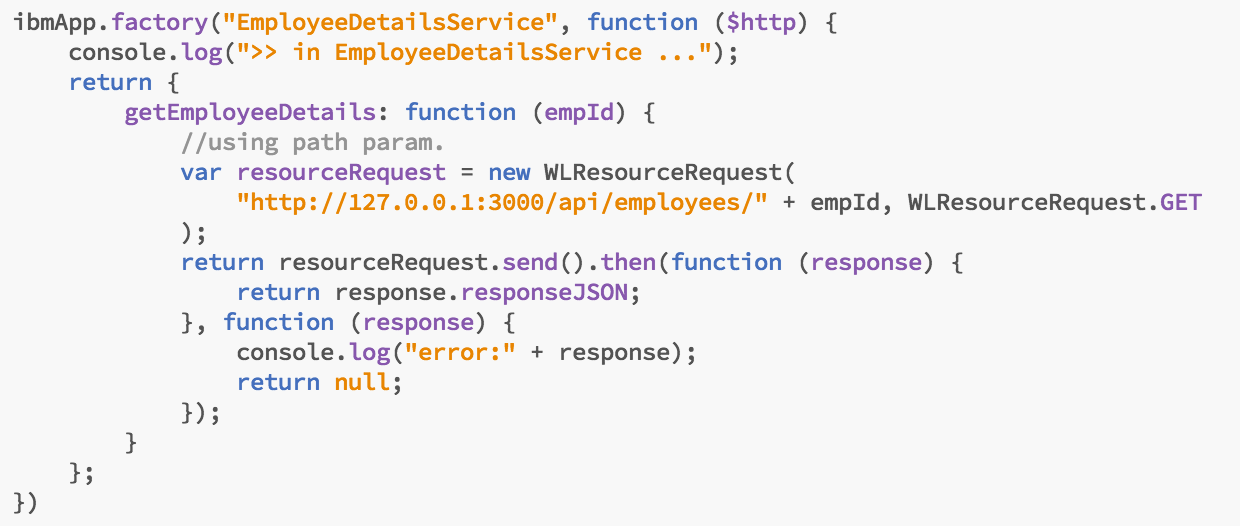 ibmApp.factory("EmployeeDetailsService", function ($http) {
    console.log(">> in EmployeeDetailsService ...");
    return {
        getEmployeeDetails: function (empId) {
            //using path param.
            var resourceRequest = new WLResourceRequest(
                "http://127.0.0.1:3000/api/employees/" + empId, WLResourceRequest.GET
            );
            return resourceRequest.send().then(function (response) {
                return response.responseJSON;
            }, function (response) {
                console.log("error:" + response);
                return null;
            });
        }
    };
})